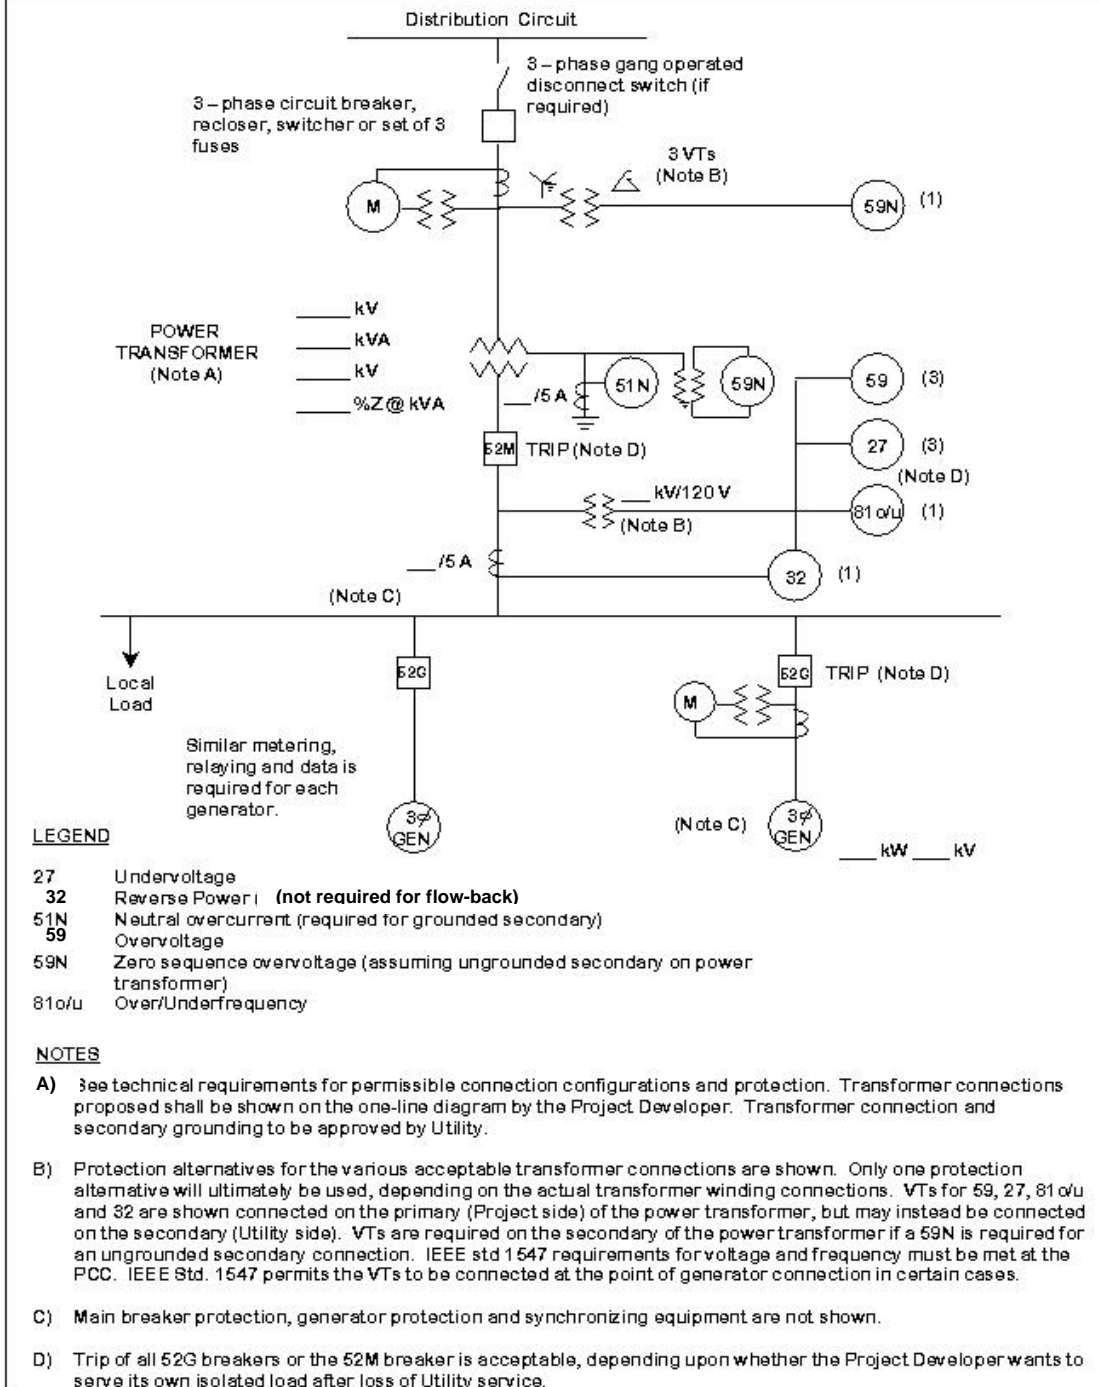 Distribution Circuit
3 – phase gang operated
disconnect switch (if
required)
3 – phase circuit breaker,
recloser, switcher or set of 3
fuses
3 VTs
(Note B)
M
59N
(1)
POWER
TRANSFORMER
(Note A)
____ kV
____ kVA
____ kV
____ %Z @ kVA
__ /5 A
51N
59N
59
(3)
52M
TRIP (Note D)
27
(3)
(Note D)
__ kV/120 V
(Note B)
81o/u
(1)
__ /5 A
32
(1)
(Note C)
52G
52G
TRIP (Note D)
Local
Load
M
Similar metering,
relaying and data is
required for each
generator.
3φ
GEN
(Note C)
3φ
GEN
___ kW ___ kV
LEGEND
27 Undervoltage
32 Reverse Power (not required for flow-back)
51N Neutral overcurrent (required for grounded secondary)
59 Overvoltage
59N Zero sequence overvoltage (assuming ungrounded secondary on power
transformer)
81o/u Over/Underfrequency
NOTES
A) See technical requirements for permissible connection configurations and protection. Transformer connections
proposed shall be shown on the one-line diagram by the Project Developer. Transformer connection and
secondary grounding to be approved by Utility.
B) Protection alternatives for the various acceptable transformer connections are shown. Only one protection
alternative will ultimately be used, depending on the actual transformer winding connections. VTs for 59, 27, 81o/u
and 32 are shown connected on the primary (Project side) of the power transformer, but may instead be connected
on the secondary (Utility side). VTs are required on the secondary of the power transformer if a 59N is required for
an ungrounded secondary connection. IEEE std 1547 requirements for voltage and frequency must be met at the
PCC. IEEE Std. 1547 permits the VTs to be connected at the point of generator connection in certain cases.
C) Main breaker protection, generator protection and synchronizing equipment are not shown.
D) Trip of all 52G breakers or the 52M breaker is acceptable, depending upon whether the Project Developer wants to
serve its own isolated load after loss of Utility service.